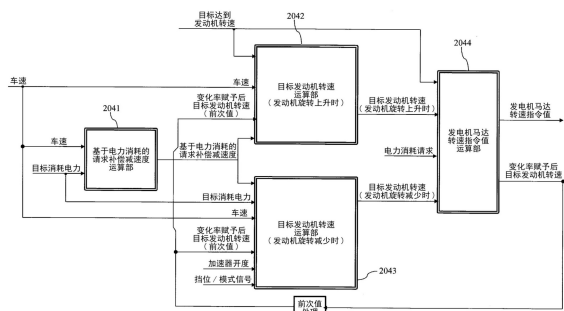 目标达到
发动机转速
2042
2044
车速
车速
目标发动机转速
运算部
(发动机旋转上升时)
变化率赋予后
目标发动机转速
(前次值)
2041
目标发动机转速
(发动机旋转上升时)
发电机马达
转速指令值
运算部
发电机马达
转速指令值
车速
基于电力消耗的
请求补偿减速度
运算部
基于电力消耗的
请求补偿减速度
电力消耗请求
目标消耗电力
变化率赋予后
目标发动机转速
目标消耗电力
车速
目标发动机转速
运算部
(发动机旋转减少时)
目标发动机转速
(发动机旋转减少时)
变化率赋予后
目标发动机转速
(前次值)
加速器开度
2043
挡位/模式信号
前次值